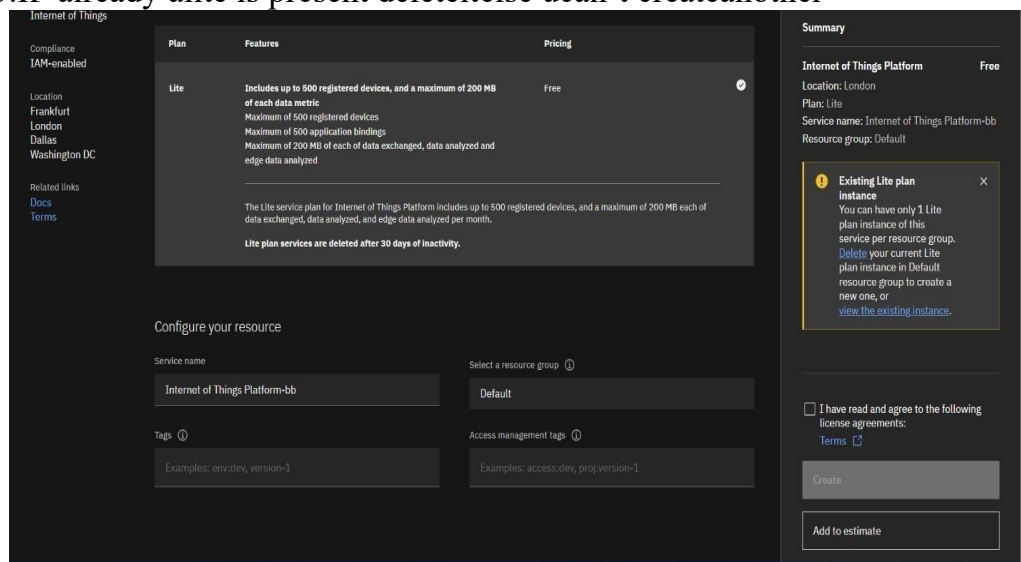 Internet of Things
Compliance
IAM-enabled
Location
Frankfurt
London
Dallas
Washington DC
Related links
Docs
Terms
Plan Features Pricing
Lite Includes up to 500 registered devices, and a maximum of 200 MB Free
of each data metric
Maximum of 500 registered devices
Maximum of 500 application bindings
Maximum of 200 MB of each of data exchanged, data analyzed and
edge data analyzed
The Lite service plan for Internet of Things Platform includes up to 500 registered devices, and a maximum of 200 MB each of
data exchanged, data analyzed, and edge data analyzed per month.
Lite plan services are deleted after 30 days of inactivity.
Configure your resource
Service name
Internet of Things Platform-bb
Select a resource group
Default
Tags
Examples: env:dev, version-1
Access management tags
Examples: access:dev, proj:version-1
Summary
Internet of Things Platform Free
Location: London
Plan: Lite
Service name: Internet of Things Platform-bb
Resource group: Default
Existing Lite plan
instance
You can have only 1 Lite
plan instance of this
service per resource group.
Delete your current Lite
plan instance in Default
resource group to create a
new one, or
view the existing instance.
I have read and agree to the following
license agreements:
Terms
Create
Add to estimate